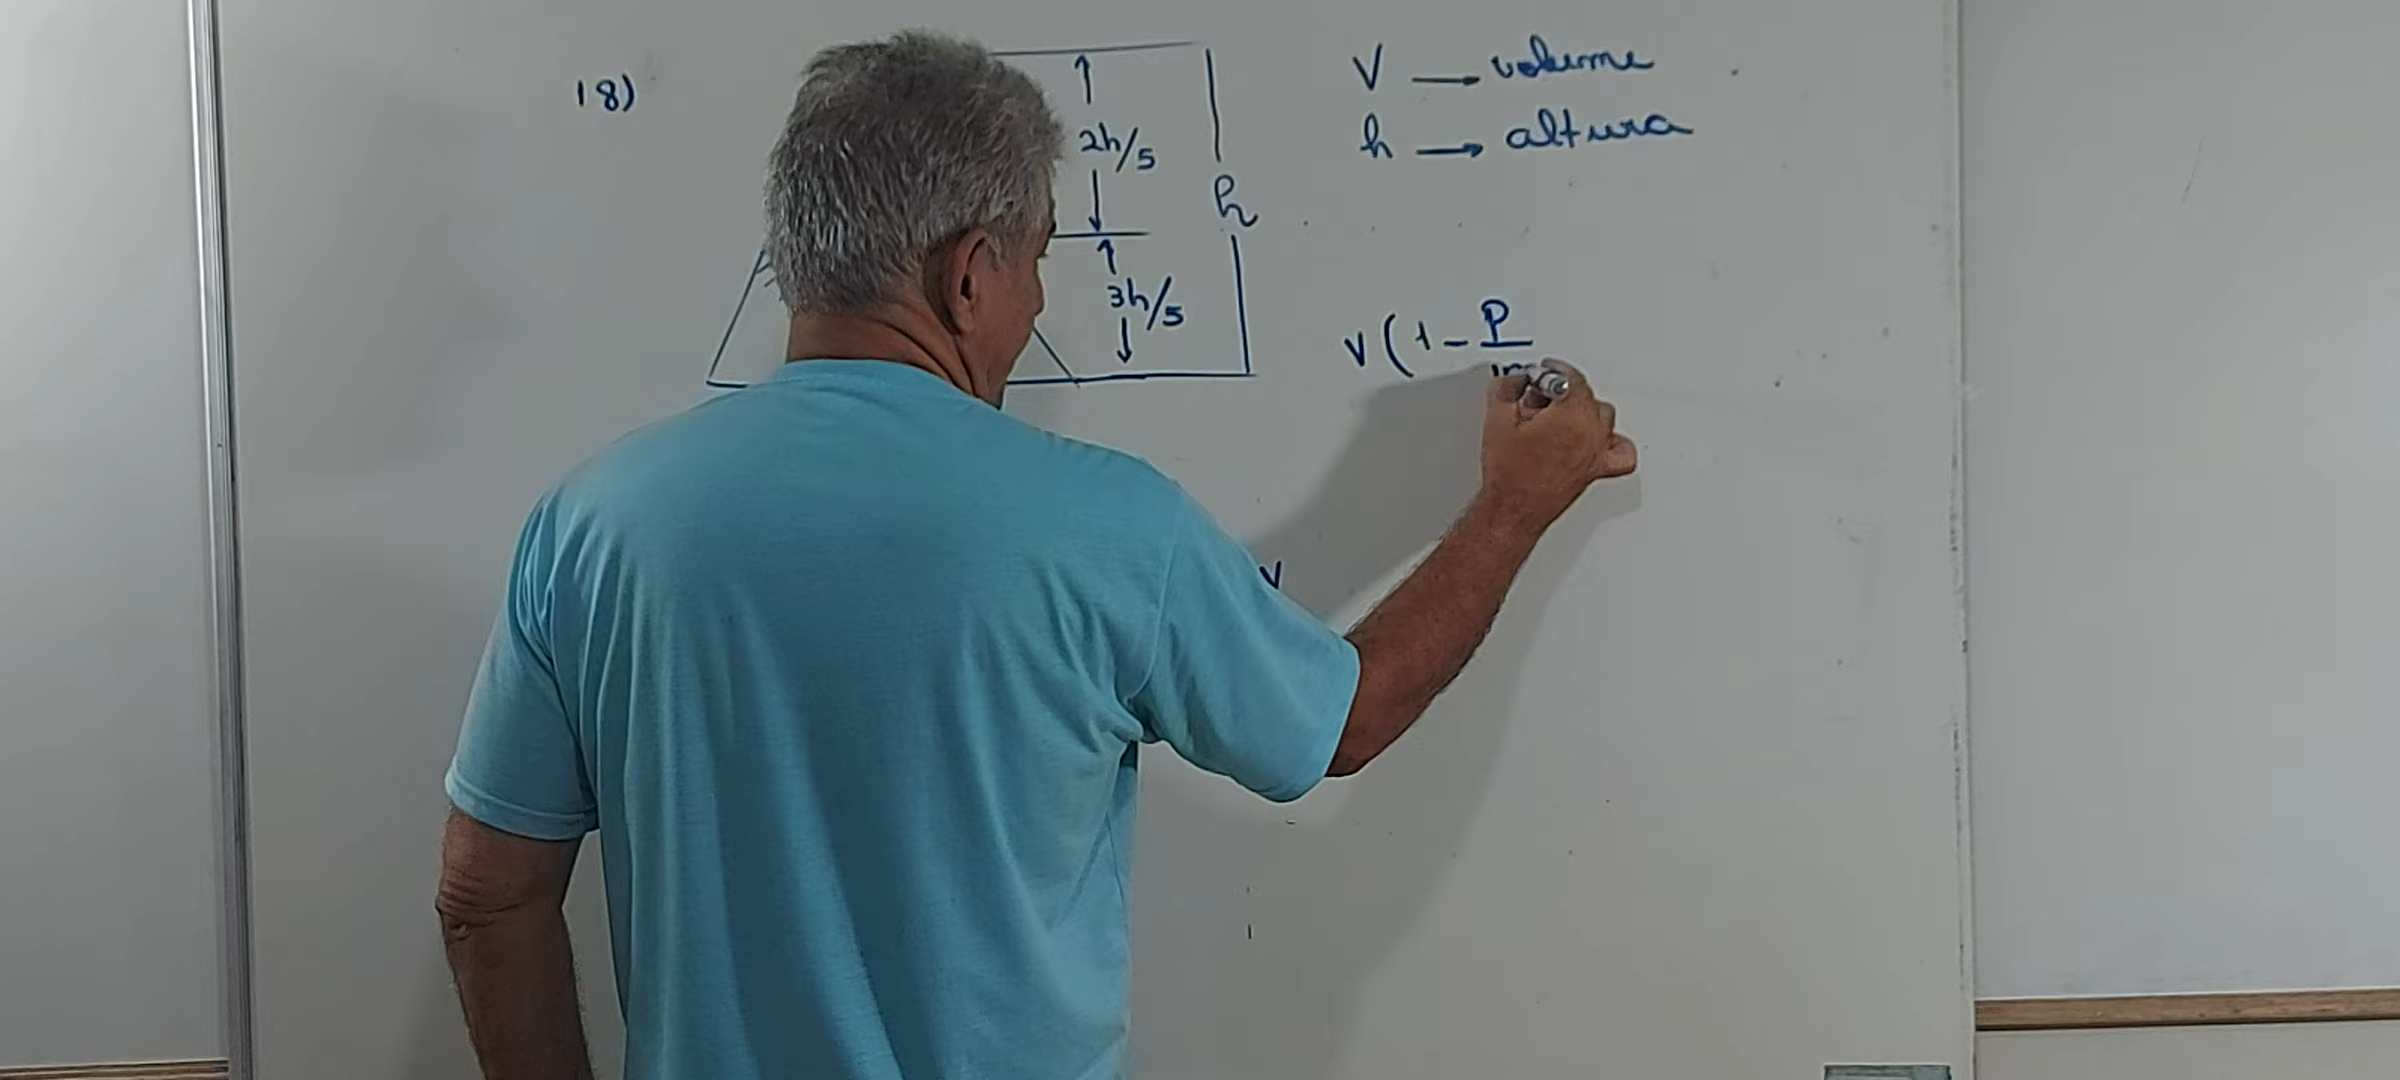 18)
2h/5
h
3h/5
V → volume
h → altura
V (1 - P
V